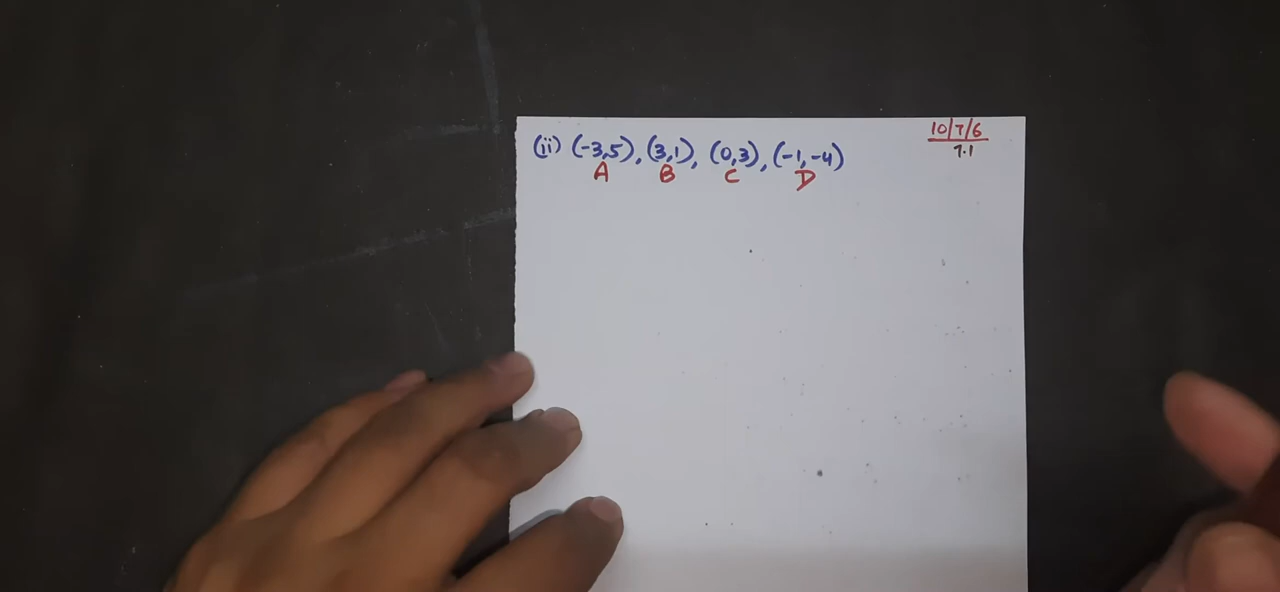 (ii) (-3,5), (3,1), (0,3), (-1,-4)
A B C D
10/7/6
7.1